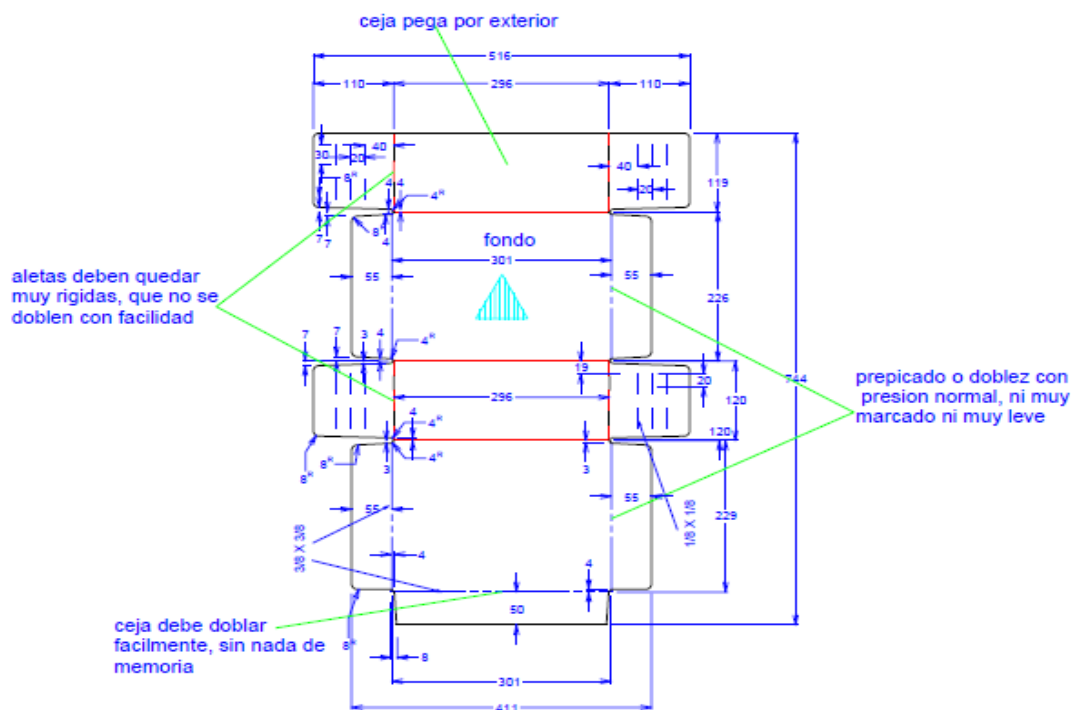 ceja pega por exterior
516
110
296
110
40
30
20
8ᴿ
4
4
4ᴿ
40
20
119
7
7
8ᴿ
4
fondo
301
55
55
226
aletas deben quedar
muy rigidas, que no se
doblen con facilidad
7
7
3
4
4ᴿ
19
20
296
120
744
prepicado o doblez con
presion normal, ni muy
marcado ni muy leve
4
4ᴿ
120
8ᴿ
8ᴿ
3
3
55
55
229
3/8 X 3/8
1/8 X 1/8
4
4
50
ceja debe doblar
facilmente, sin nada de
memoria
8ᴿ
8
301
411